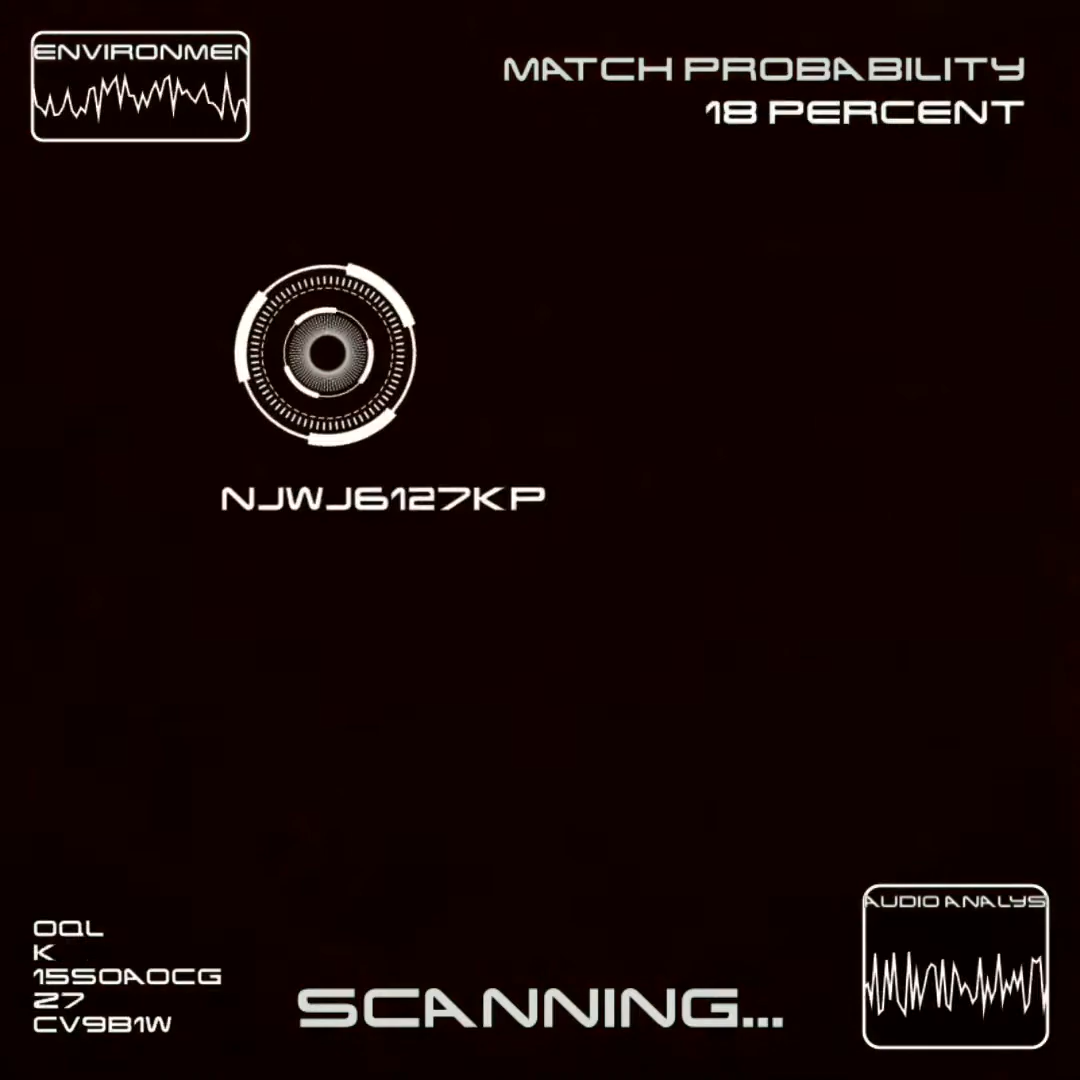 ENVIRONMEN
MATCH PROBABILITY
18 PERCENT
NJWJ6127KP
OQL
K
15SOAOCG
Z7
CV9B1W
SCANNING...
AUDIO ANALYS